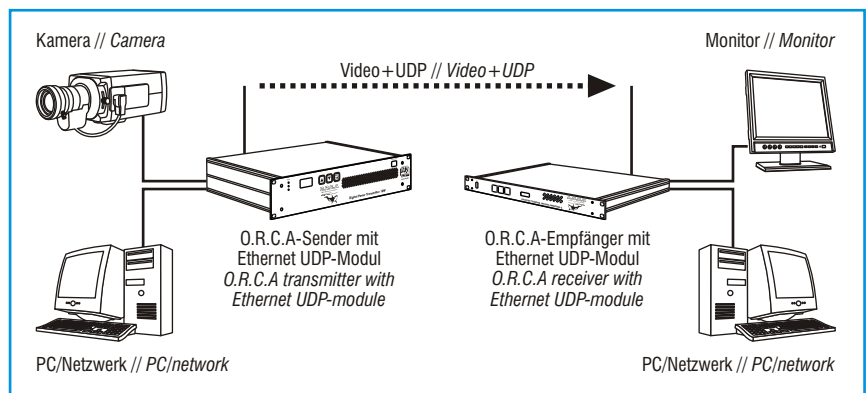 Kamera // Camera
Monitor // Monitor
Video+UDP // Video+UDP
O.R.C.A-Sender mit
Ethernet UDP-Modul
O.R.C.A transmitter with
Ethernet UDP-module
O.R.C.A-Empfänger mit
Ethernet UDP-Modul
O.R.C.A receiver with
Ethernet UDP-module
PC/Netzwerk // PC/network
PC/Netzwerk // PC/network